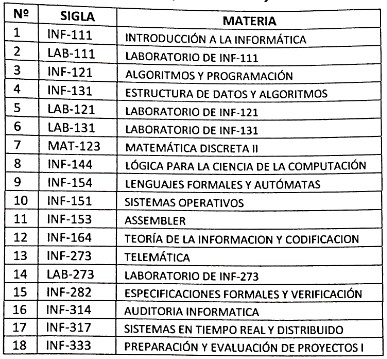 Nº SIGLA MATERIA
1 INF-111 INTRODUCCIÓN A LA INFORMÁTICA
2 LAB-111 LABORATORIO DE INF-111
3 INF-121 ALGORITMOS Y PROGRAMACIÓN
4 INF-131 ESTRUCTURA DE DATOS Y ALGORITMOS
5 LAB-121 LABORATORIO DE INF-121
6 LAB-131 LABORATORIO DE INF-131
7 MAT-123 MATEMÁTICA DISCRETA II
8 INF-144 LÓGICA PARA LA CIENCIA DE LA COMPUTACIÓN
9 INF-154 LENGUAJES FORMALES Y AUTÓMATAS
10 INF-151 SISTEMAS OPERATIVOS
11 INF-153 ASSEMBLER
12 INF-164 TEORÍA DE LA INFORMACION Y CODIFICACION
13 INF-273 TELEMÁTICA
14 LAB-273 LABORATORIO DE INF-273
15 INF-282 ESPECIFICACIONES FORMALES Y VERIFICACIÓN
16 INF-314 AUDITORIA INFORMATICA
17 INF-317 SISTEMAS EN TIEMPO REAL Y DISTRIBUIDO
18 INF-333 PREPARACIÓN Y EVALUACIÓN DE PROYECTOS I